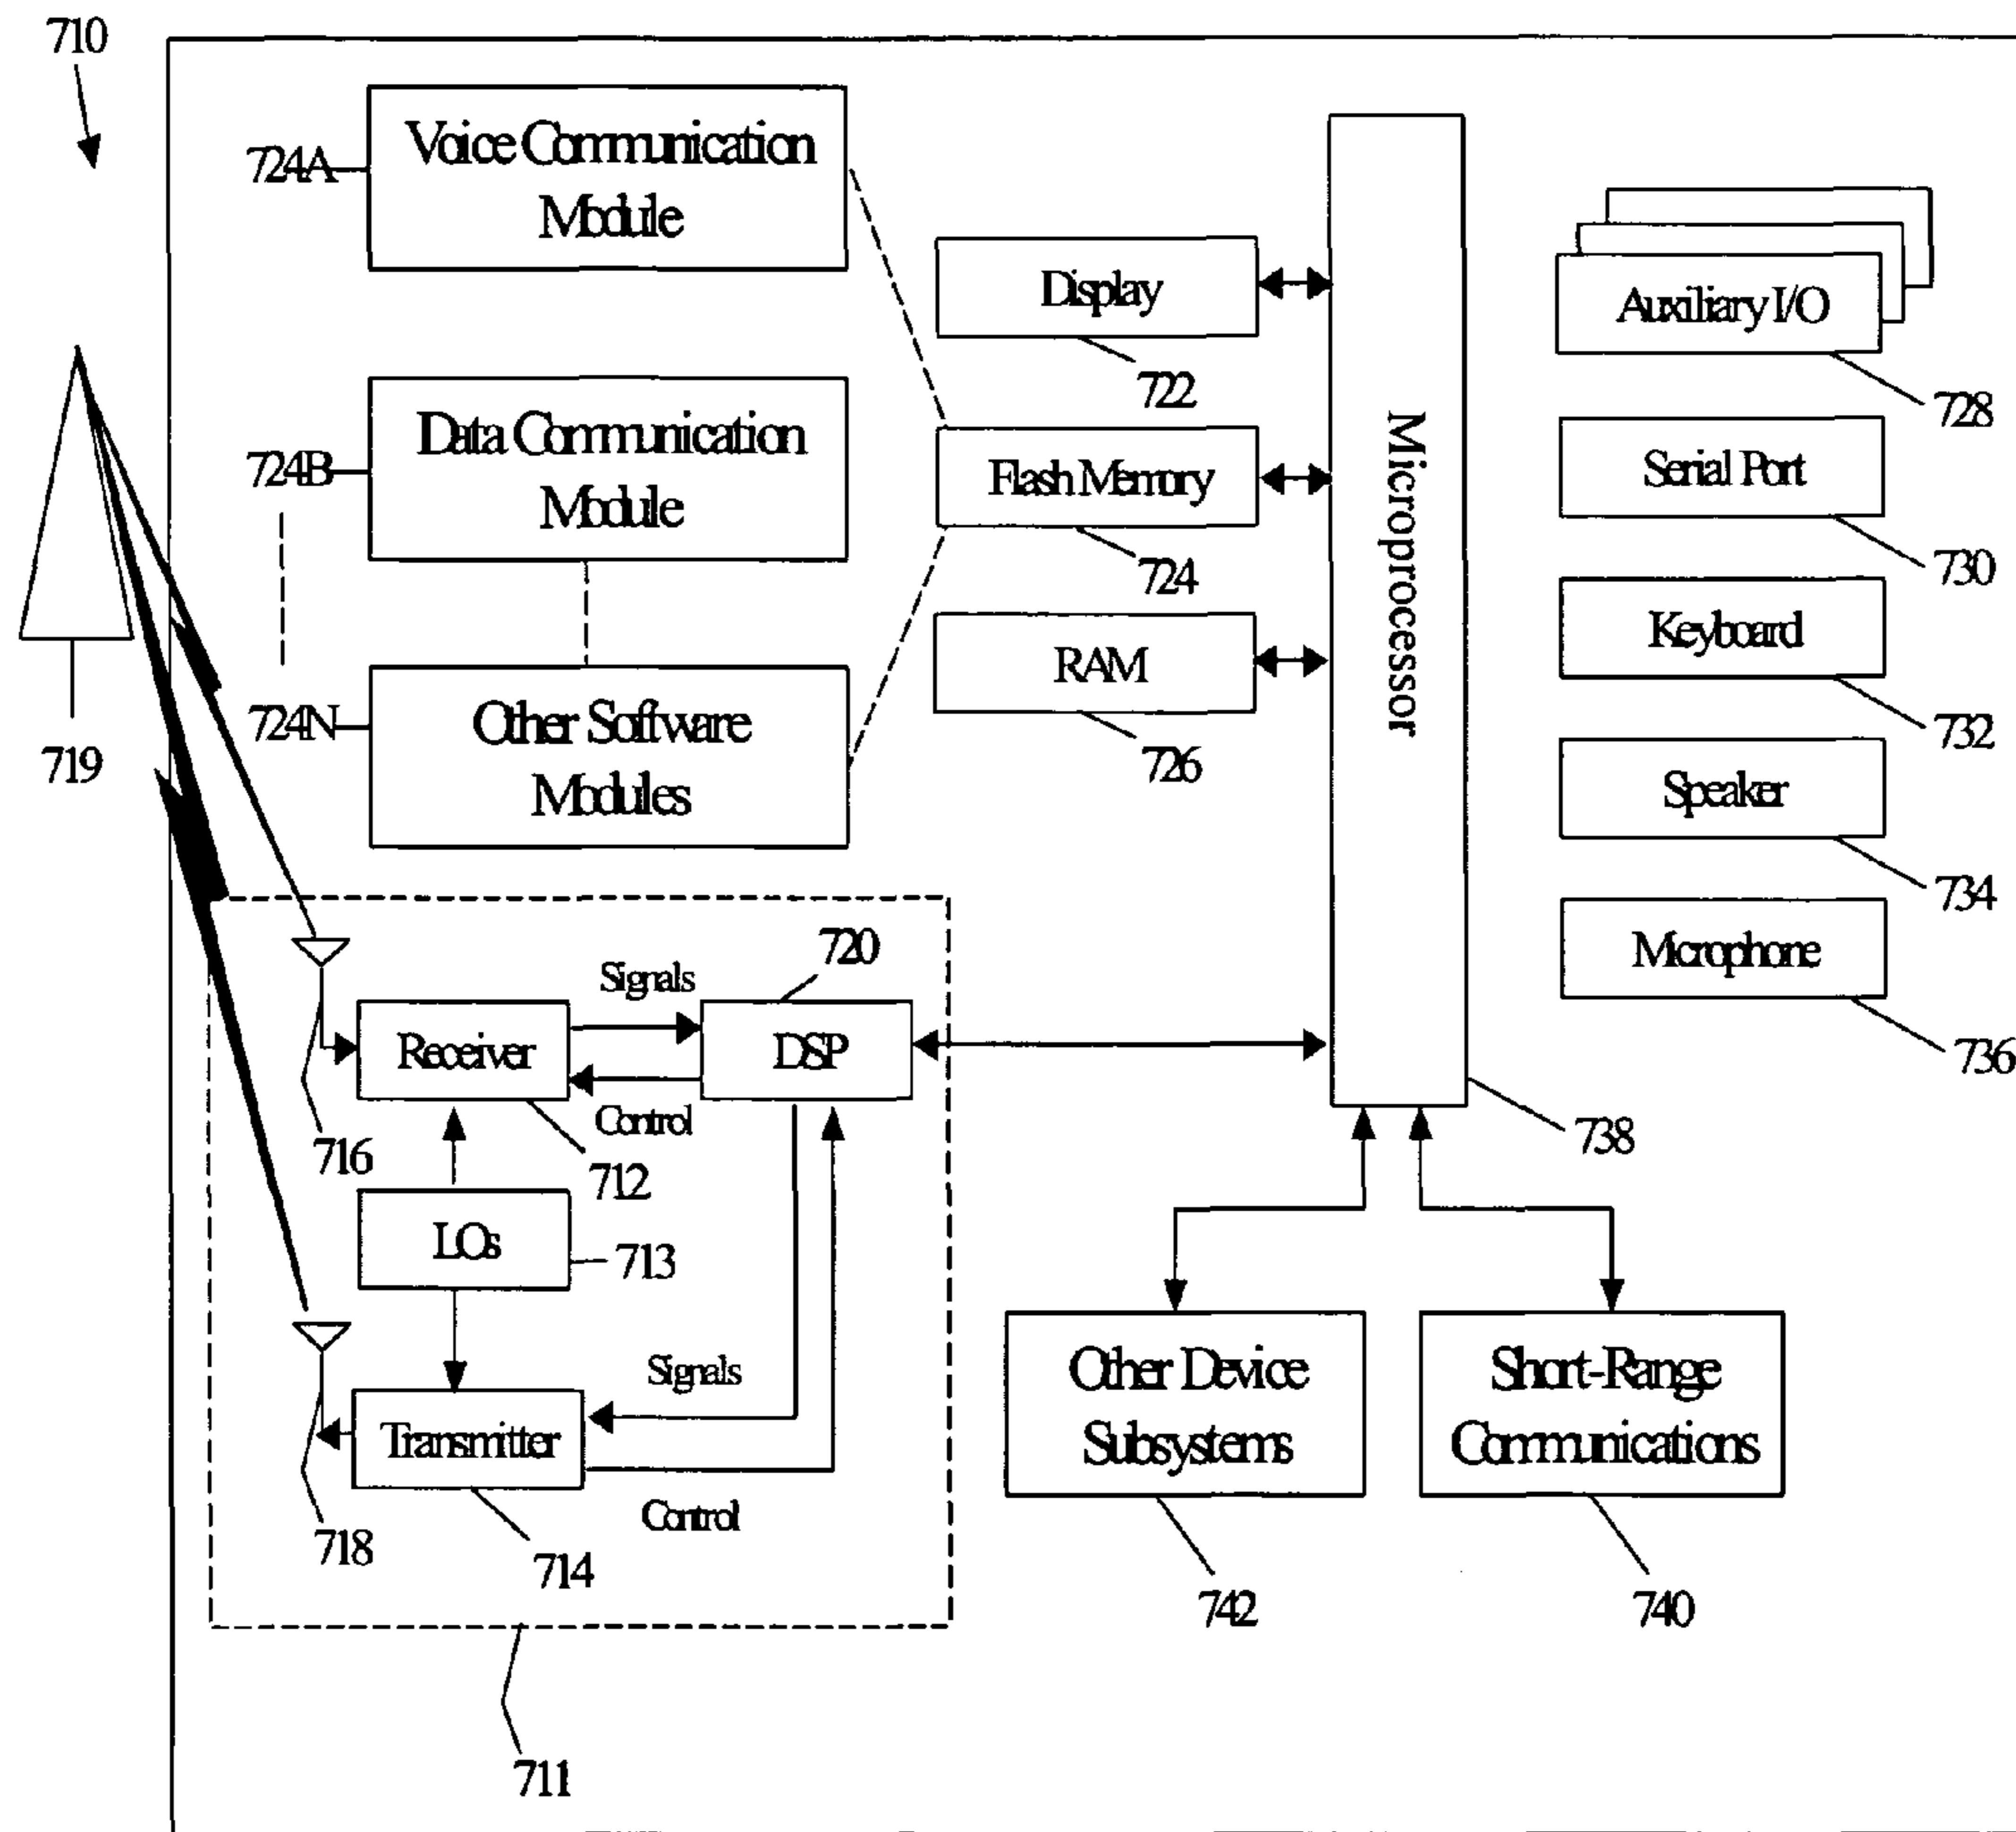 710
724A
Voice Communication
Module
Display
722
Auxiliary I/O
728
724B
Data Communication
Module
Flash Memory
724
Microprocessor
Serial Port
730
Keyboard
732
719
724N
Other Software
Modules
RAM
726
Speaker
734
Microphone
736
720
Signals
Receiver
DSP
Control
716
712
738
LOs
713
Signals
Transmitter
Control
718
714
Other Device
Subsystems
742
Short-Range
Communications
740
711